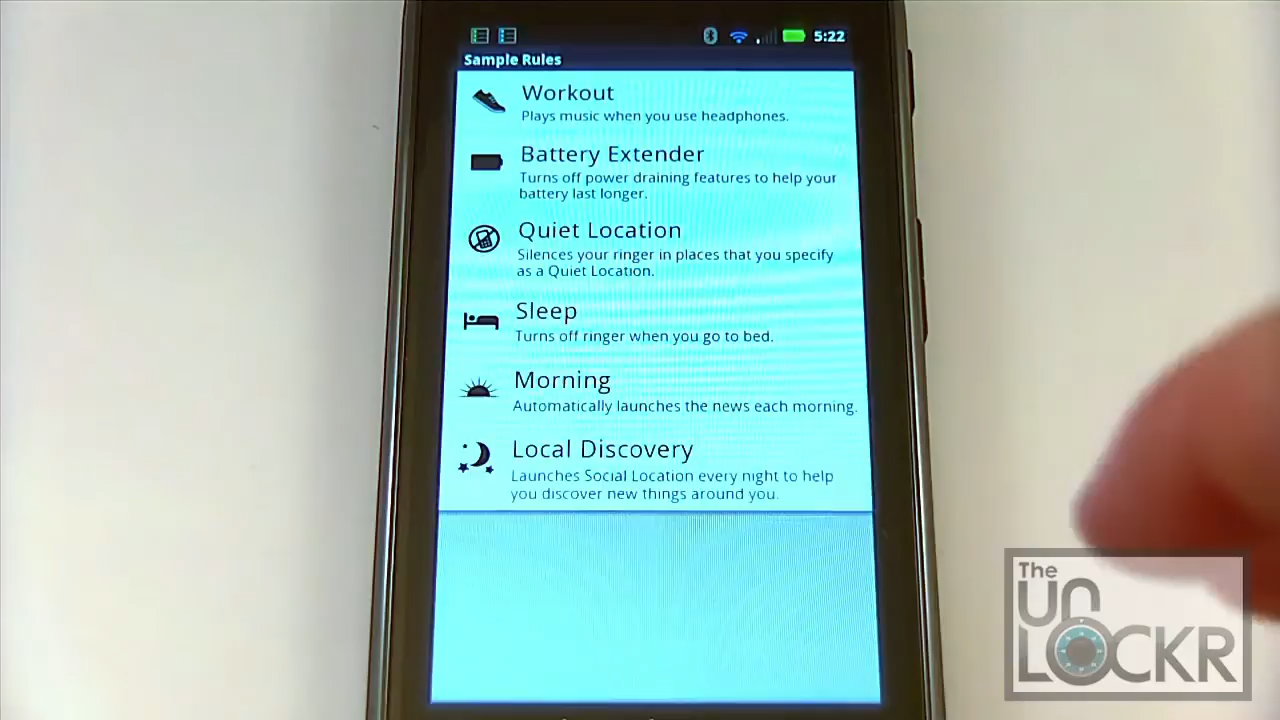 5:22
Sample Rules
Workout
Plays music when you use headphones.
Battery Extender
Turns off power draining features to help your
battery last longer.
Quiet Location
Silences your ringer in places that you specify
as a Quiet Location.
Sleep
Turns off ringer when you go to bed.
Morning
Automatically launches the news each morning.
Local Discovery
Launches Social Location every night to help
you discover new things around you.
The
UN
LOCKR